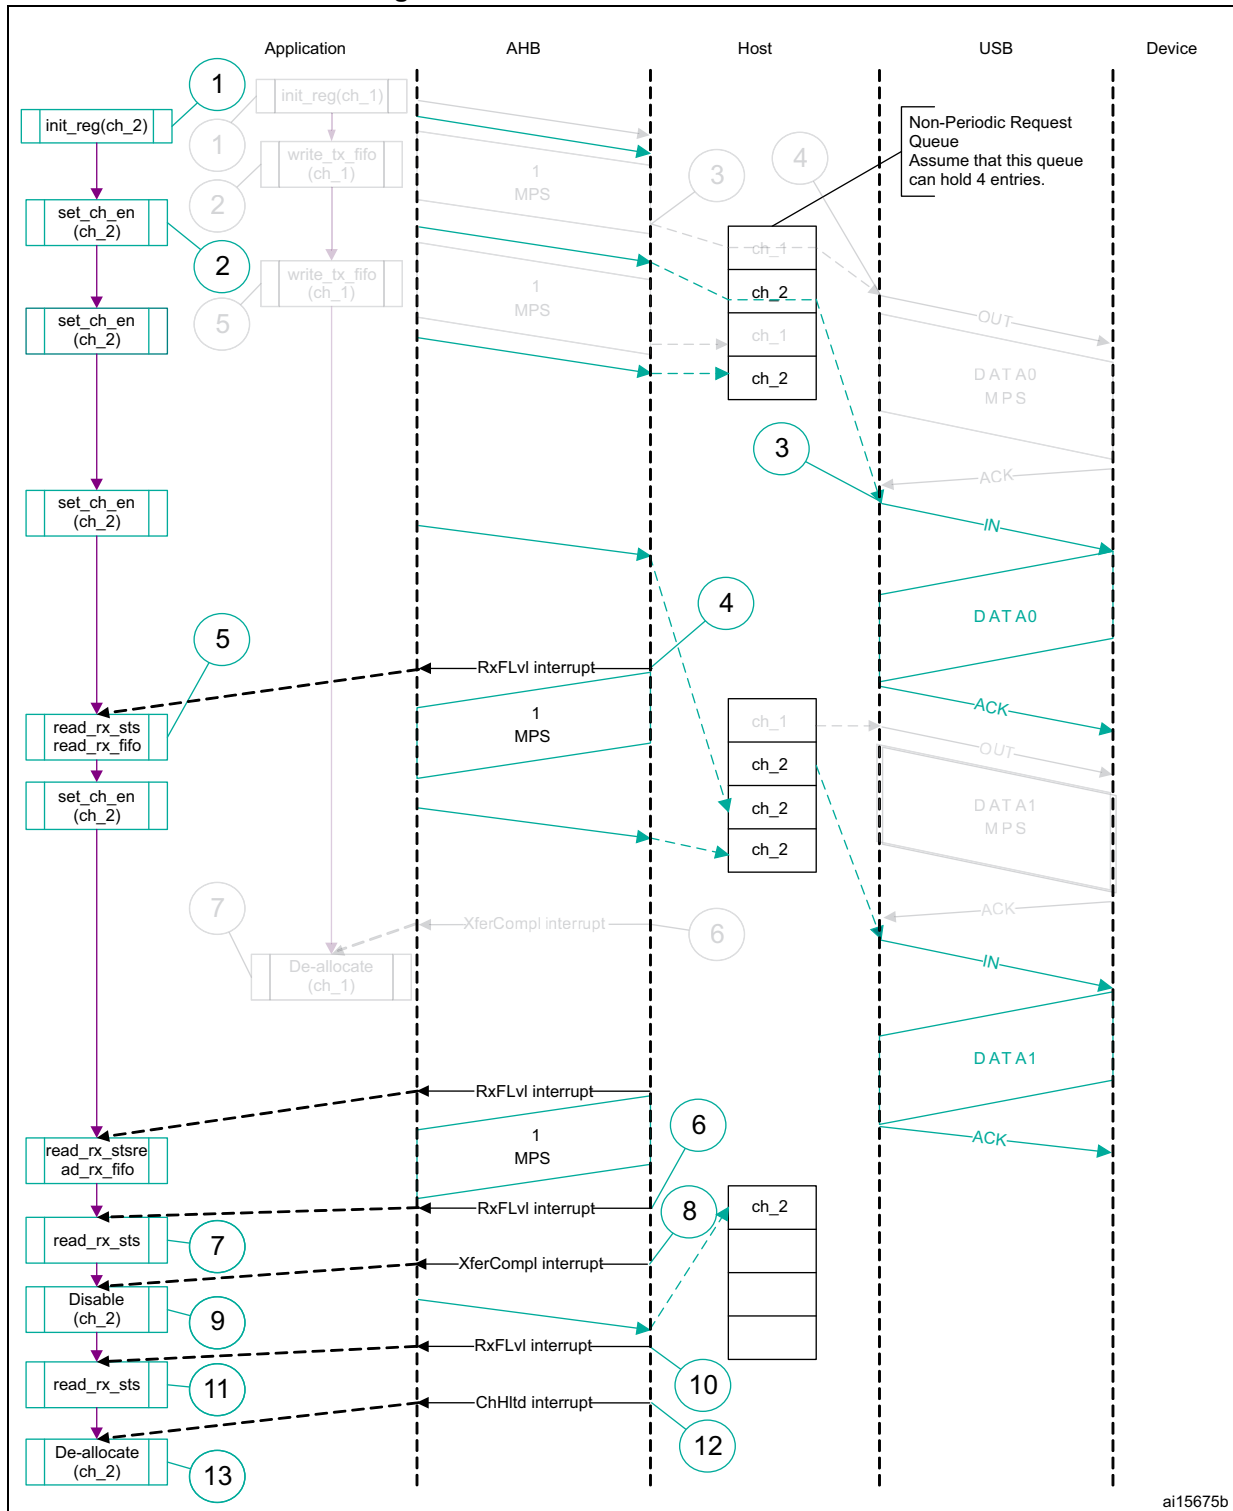 Application
AHB
Host
USB
Device
1
init_reg(ch_1)
init_reg(ch_2)
1
write_tx_fifo
(ch_1)
2
1
MPS
3
4
Non-Periodic Request
Queue
Assume that this queue
can hold 4 entries.
set_ch_en
(ch_2)
2
ch_1
write_tx_fifo
(ch_1)
5
1
MPS
ch_2
set_ch_en
(ch_2)
ch_1
OUT
ch_2
DATA0
MPS
3
ACK
set_ch_en
(ch_2)
IN
4
DATA0
5
RxFLvl interrupt
read_rx_sts
read_rx_fifo
1
MPS
ACK
ch_1
OUT
ch_2
set_ch_en
(ch_2)
ch_2
DATA1
MPS
ch_2
7
XferCompl interrupt
6
ACK
De-allocate
(ch_1)
IN
DATA1
RxFLvl interrupt
read_rx_stsre
ad_rx_fifo
1
MPS
6
ACK
RxFLvl interrupt
8
ch_2
read_rx_sts
7
XferCompl interrupt
Disable
(ch_2)
9
RxFLvl interrupt
read_rx_sts
11
10
ChHltd interrupt
12
De-allocate
(ch_2)
13
ai15675b